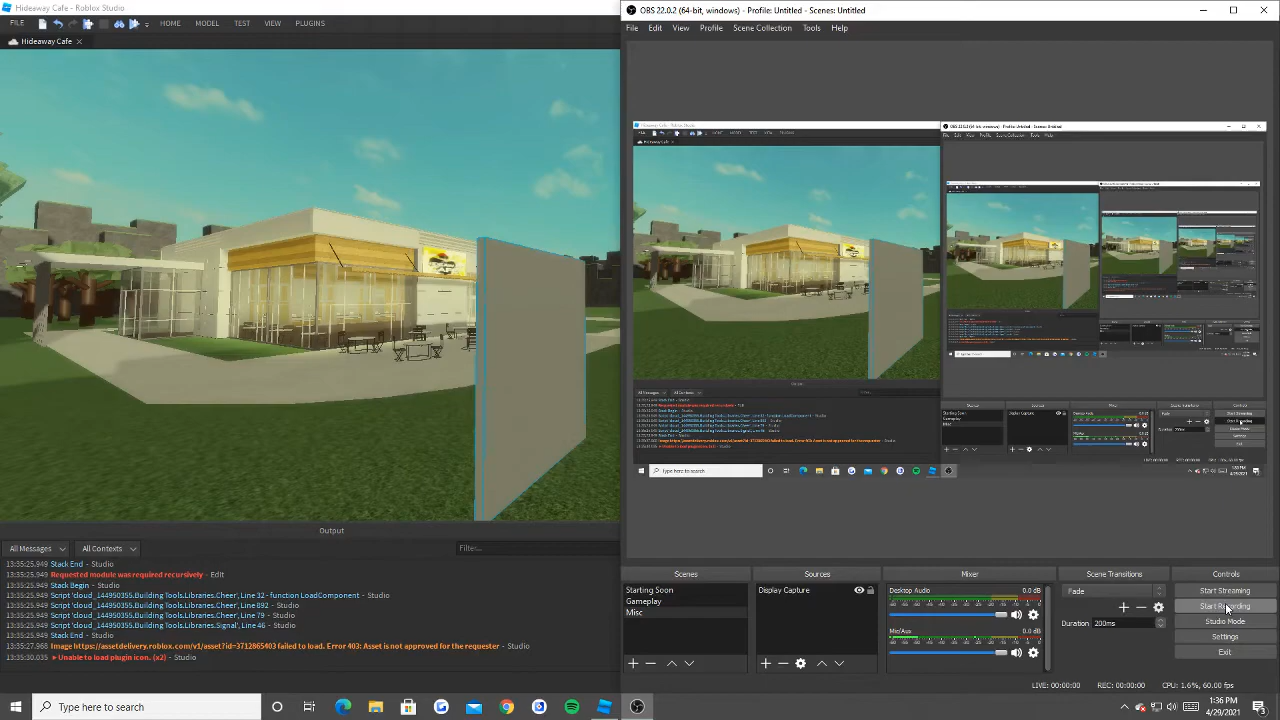 Hideaway Cafe - Roblox Studio
FILE HOME MODEL TEST VIEW PLUGINS
Hideaway Cafe
Output
All Messages All Contexts Filter...
Stack End - Studio
13:35:25.949 Requested module was required recursively - Edit
13:35:25.949 Stack Begin - Studio
13:35:25.949 Script 'cloud_144950355.Building Tools.Libraries.Cheer', Line 32 - function LoadComponent - Studio
13:35:25.949 Script 'cloud_144950355.Building Tools.Libraries.Cheer', Line 892 - Studio
13:35:25.949 Script 'cloud_144950355.Building Tools.Libraries.Cheer', Line 79 - Studio
13:35:25.949 Script 'cloud_144950355.Building Tools.Libraries.Signal', Line 46 - Studio
13:35:25.949 Stack End - Studio
13:35:27.968 Image https://assetdelivery.roblox.com/v1/asset?id=3712865403 failed to load. Error 403: Asset is not approved for the requester - Studio
13:35:30.035 Unable to load plugin icon. (x2) - Studio
OBS 22.0.2 (64-bit, windows) - Profile: Untitled - Scenes: Untitled
File Edit View Profile Scene Collection Tools Help
Scenes
Starting Soon
Gameplay
Misc
Sources
Display Capture
Mixer
Desktop Audio 0.0 dB
Mic/Aux 0.0 dB
Scene Transitions
Fade
Duration 200ms
Controls
Start Streaming
Start Recording
Studio Mode
Settings
Exit
LIVE: 00:00:00 REC: 00:00:00 CPU: 1.6%, 60.00 fps
Type here to search
1:36 PM
4/29/2021